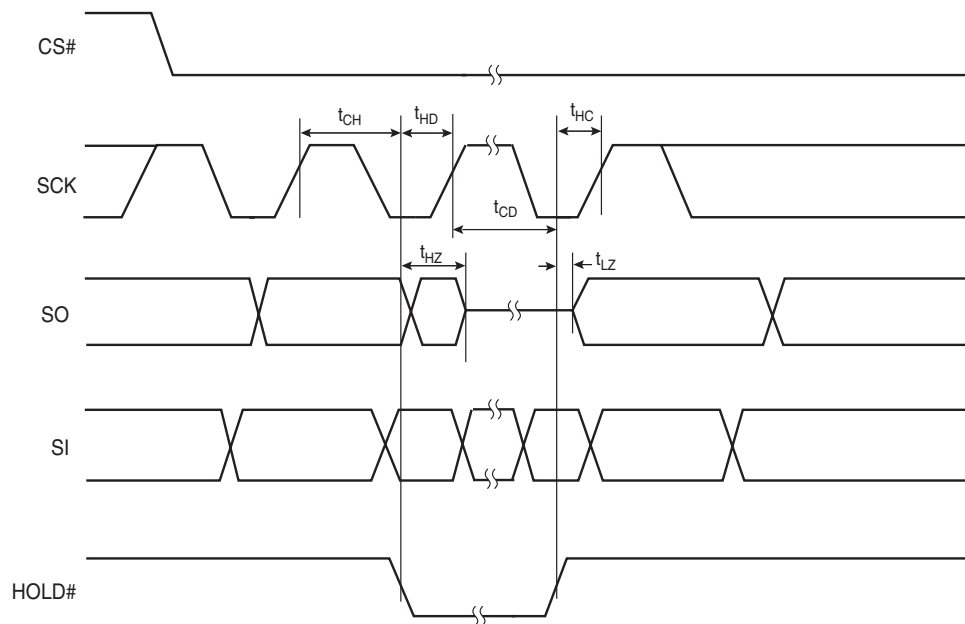 CS#
tCH
tHD
tHC
SCK
tCD
tHZ
tLZ
SO
SI
HOLD#